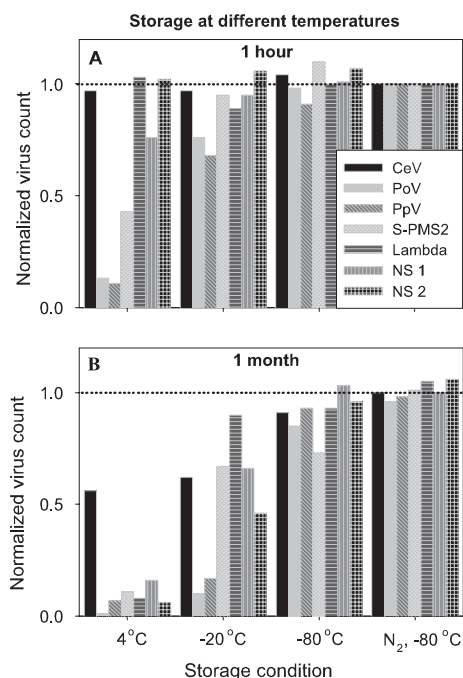 Storage at different temperatures
A
1 hour
Normalized virus count
1.0
0.5
0.0
CeV
PoV
PpV
S-PMS2
Lambda
NS 1
NS 2
B
1 month
Normalized virus count
1.0
0.5
0.0
4°C -20°C -80°C N₂, -80°C
Storage condition